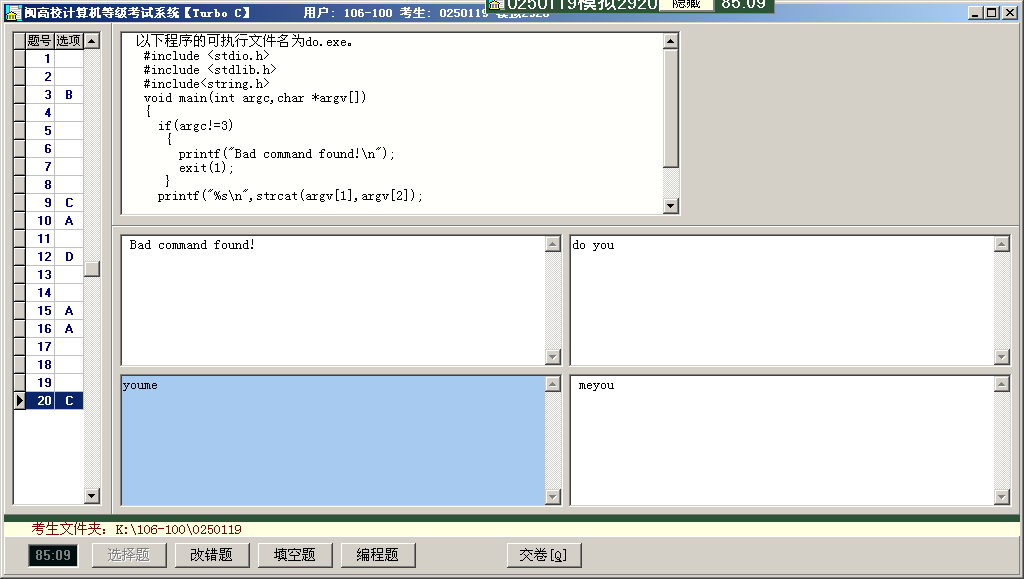 闽高校计算机等级考试系统【Turbo C】 用户: 106-100 考生: 0250119 模拟2920
0250119模拟2920 隐藏 85:09
题号 选项
1
2
3 B
4
5
6
7
8
9 C
10 A
11
12 D
13
14
15 A
16 A
17
18
19
20 C
以下程序的可执行文件名为do.exe。
#include <stdio.h>
#include <stdlib.h>
#include<string.h>
void main(int argc,char *argv[])
{
if(argc!=3)
{
printf("Bad command found!\n");
exit(1);
}
printf("%s\n",strcat(argv[1],argv[2]);
Bad command found!
do you
youme
meyou
考生文件夹: K:\106-100\0250119
85:09 选择题 改错题 填空题 编程题 交卷[Q]